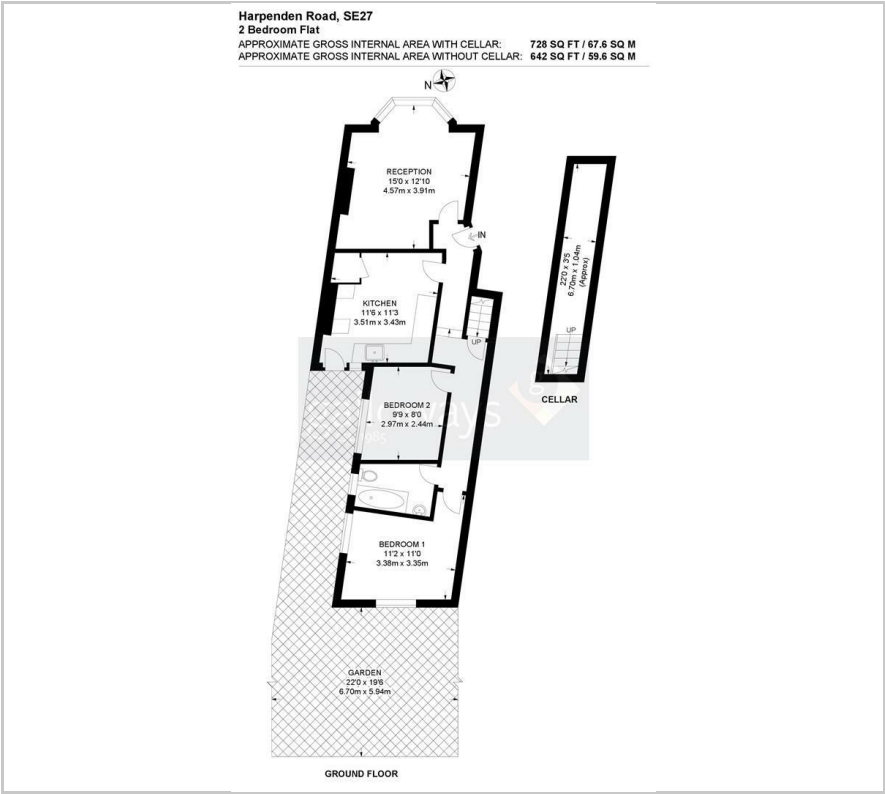 Harpenden Road, SE27
2 Bedroom Flat
APPROXIMATE GROSS INTERNAL AREA WITH CELLAR: 728 SQ FT / 67.6 SQ M
APPROXIMATE GROSS INTERNAL AREA WITHOUT CELLAR: 642 SQ FT / 59.6 SQ M
N
RECEPTION
15'0 x 12'10
4.57m x 3.91m
IN
KITCHEN
11'6 x 11'3
3.51m x 3.43m
UP
22'0 x 3'5
6.70m x 1.04m
(Approx)
UP
CELLAR
BEDROOM 2
9'9 x 8'0
2.97m x 2.44m
BEDROOM 1
11'2 x 11'0
3.38m x 3.35m
GARDEN
22'0 x 19'6
6.70m x 5.94m
GROUND FLOOR